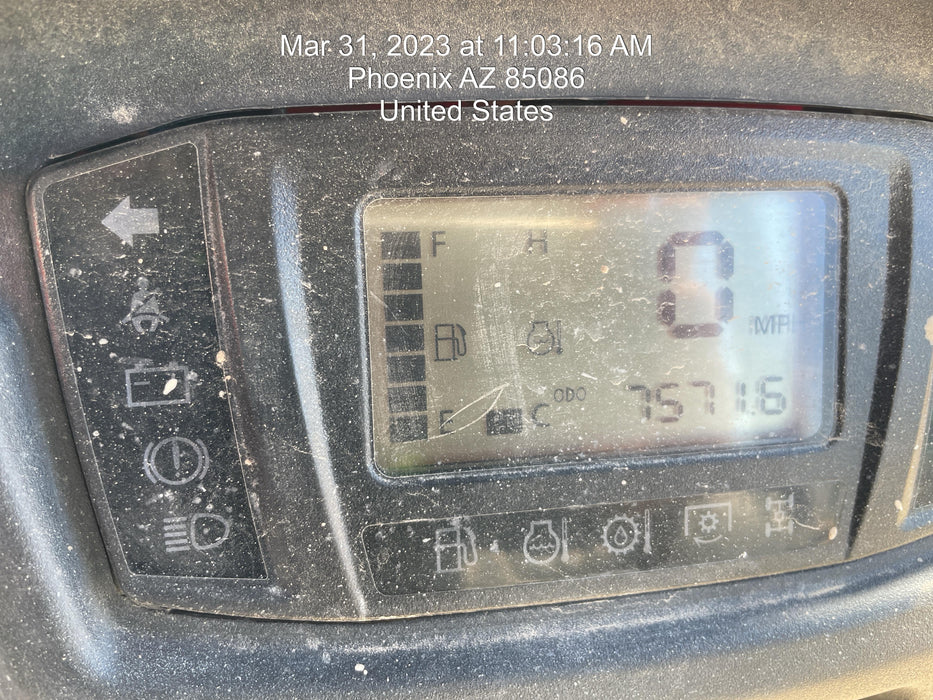 Mar 31, 2023 at 11:03:16 AM
Phoenix AZ 85086
United States
F H
0
MPH
E C ODO 7571.6